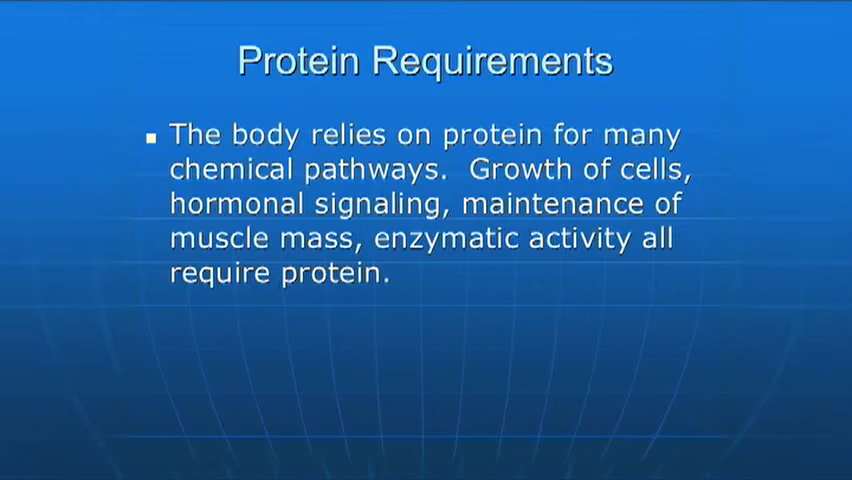 Protein Requirements
The body relies on protein for many
chemical pathways.  Growth of cells,
hormonal signaling, maintenance of
muscle mass, enzymatic activity all
require protein.